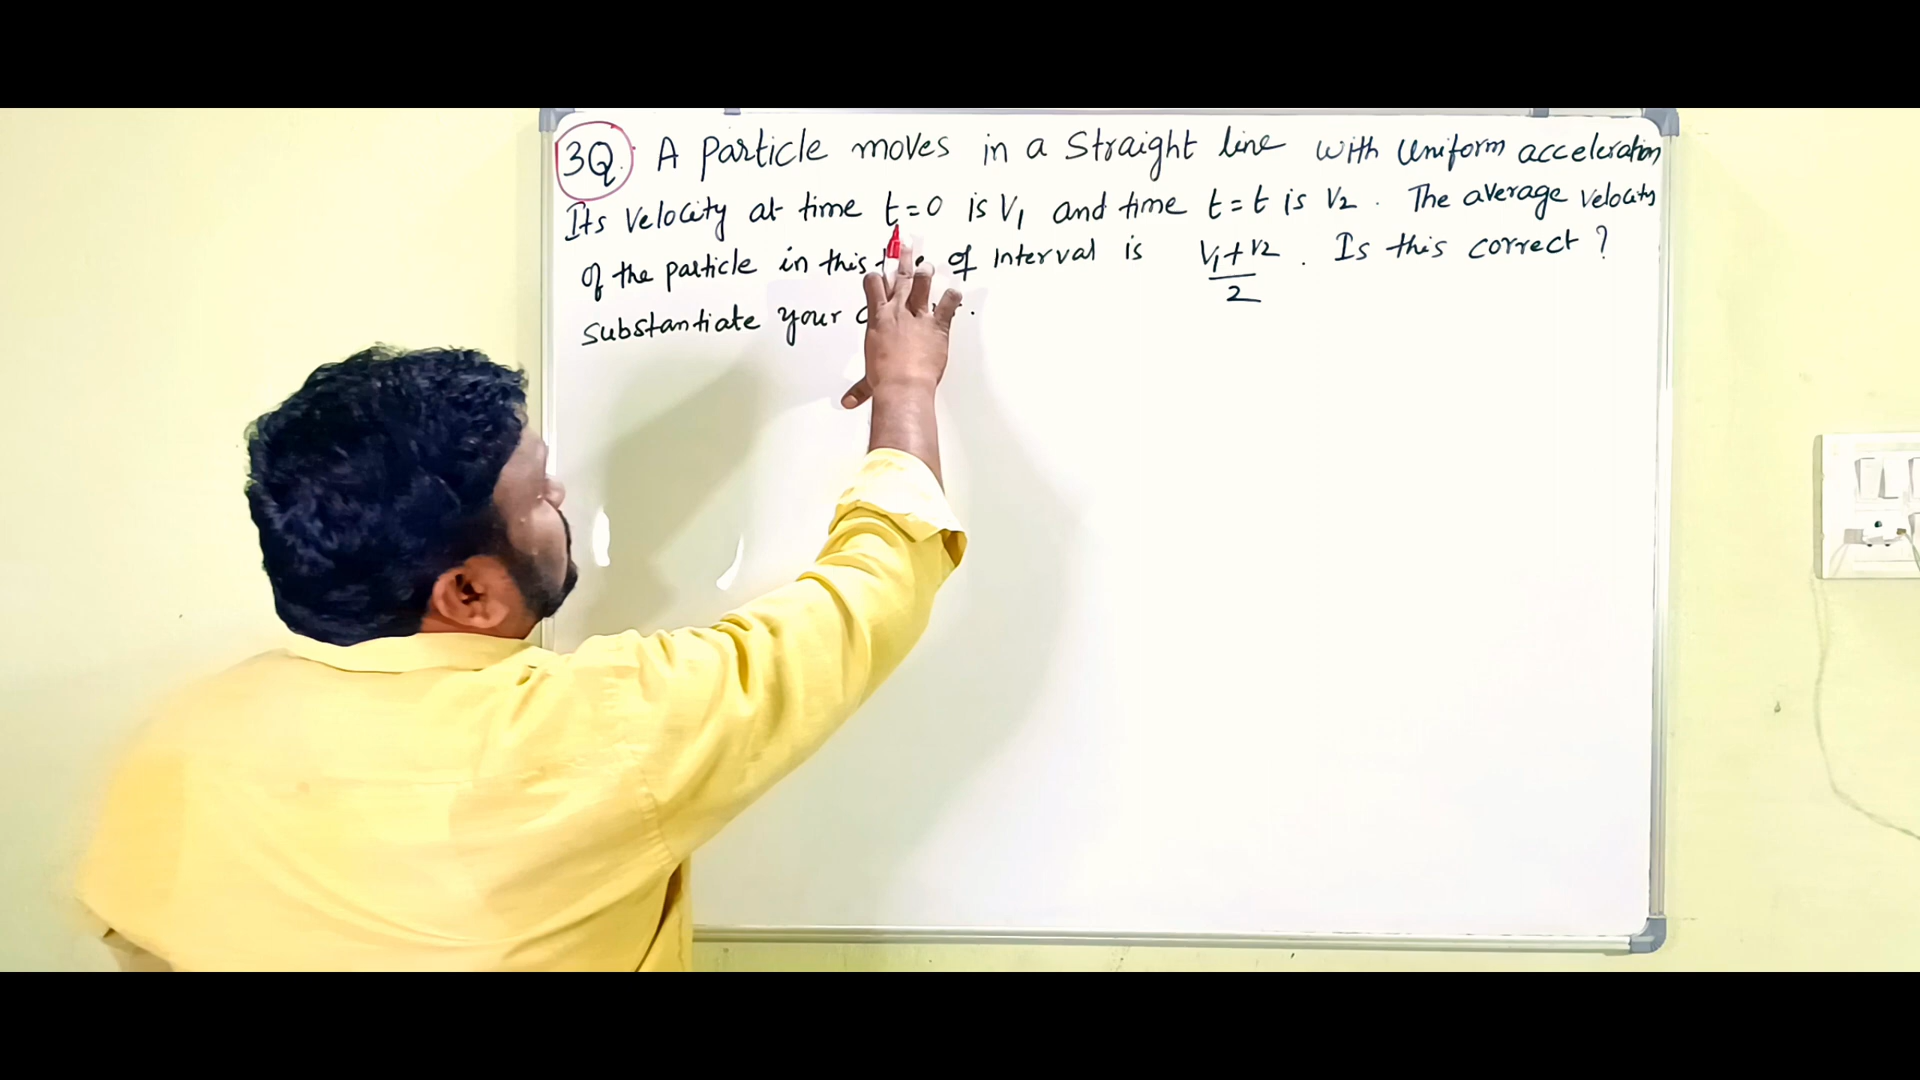 3Q. A Particle moves in a Straight line with Uniform acceleration
Its Velocity at time t=0 is V₁ and time t=t is V₂. The average velocity
of the particle in this of Interval is V₁+V₂/2. Is this correct?
Substantiate your